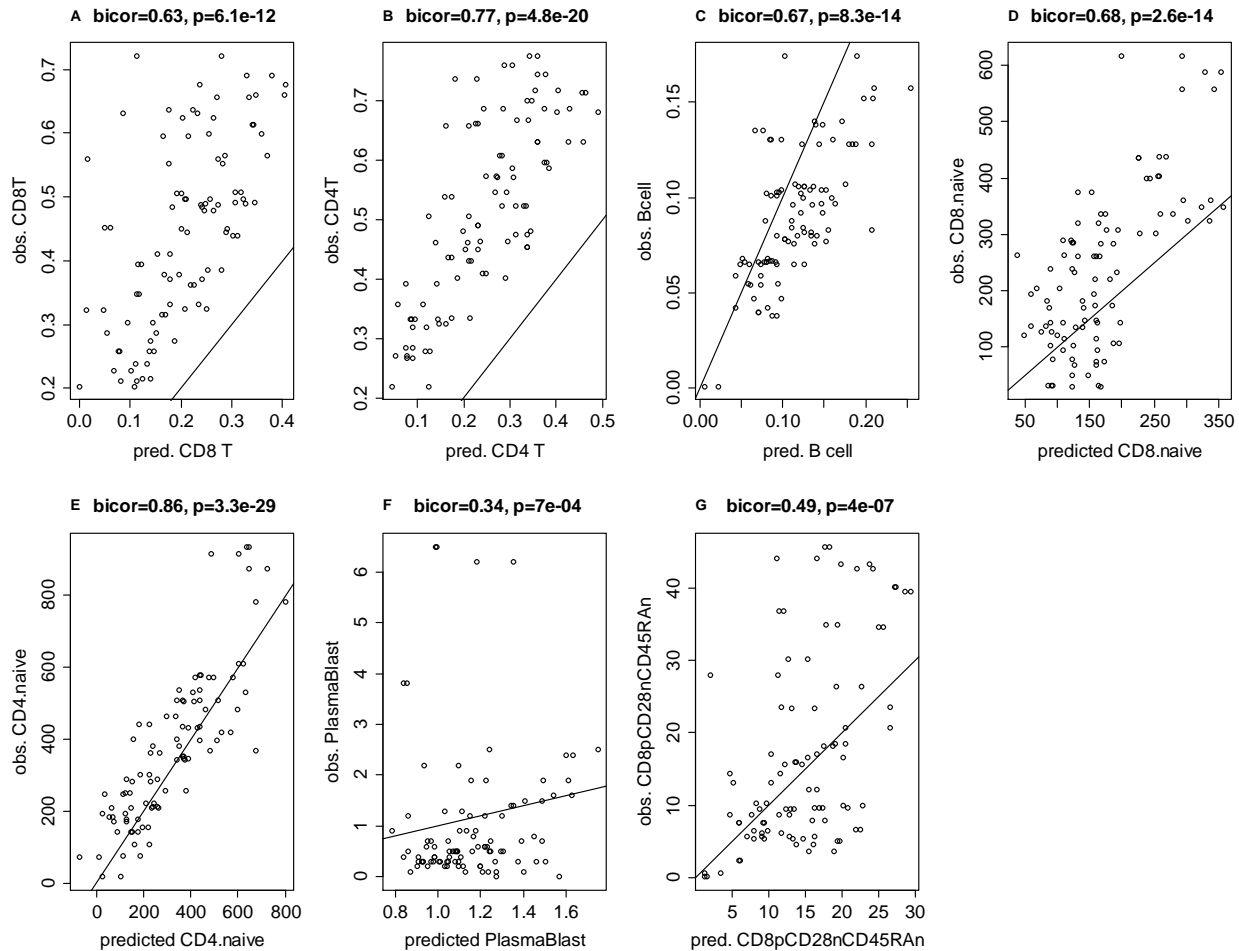 A bicor=0.63, p=6.1e-12
obs. CD8T
0.2 0.3 0.4 0.5 0.6 0.7
0.0 0.1 0.2 0.3 0.4
pred. CD8 T
B bicor=0.77, p=4.8e-20
obs. CD4T
0.2 0.3 0.4 0.5 0.6 0.7
0.1 0.2 0.3 0.4 0.5
pred. CD4 T
C bicor=0.67, p=8.3e-14
obs. Bcell
0.00 0.05 0.10 0.15
0.00 0.10 0.20
pred. B cell
D bicor=0.68, p=2.6e-14
obs. CD8.naive
100 200 300 400 500 600
50 150 250 350
predicted CD8.naive
E bicor=0.86, p=3.3e-29
obs. CD4.naive
0 200 400 600 800
0 200 400 600 800
predicted CD4.naive
F bicor=0.34, p=7e-04
obs. PlasmaBlast
0 1 2 3 4 5 6
0.8 1.0 1.2 1.4 1.6
predicted PlasmaBlast
G bicor=0.49, p=4e-07
obs. CD8pCD28nCD45RAn
0 10 20 30 40
5 10 15 20 25 30
pred. CD8pCD28nCD45RAn